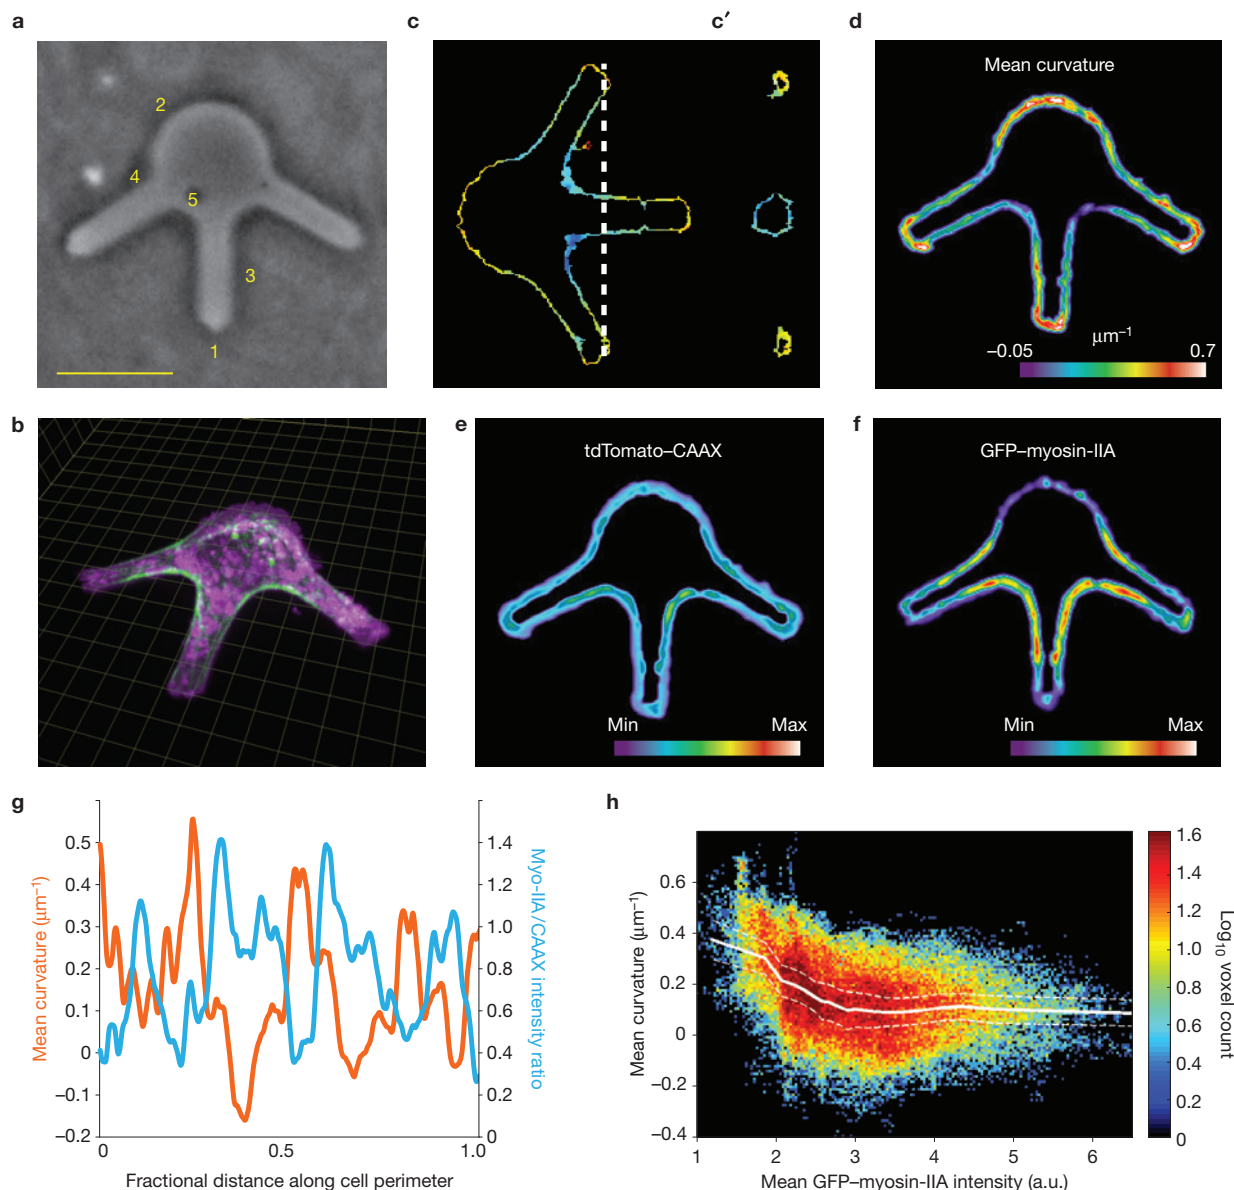 a
2
4
5
3
1
c
c′
d
Mean curvature
μm⁻¹
−0.05
0.7
b
e
tdTomato–CAAX
Min
Max
f
GFP–myosin-IIA
Min
Max
g
Mean curvature (μm⁻¹)
0.5
0.4
0.3
0.2
0.1
0
−0.1
−0.2
1.4
1.2
1.0
0.8
0.6
0.4
0.2
0
Myo-IIA/CAAX
intensity ratio
0
0.5
1.0
Fractional distance along cell perimeter
h
Mean curvature (μm⁻¹)
0.6
0.4
0.2
0
−0.2
−0.4
1
2
3
4
5
6
Mean GFP–myosin-IIA intensity (a.u.)
1.6
1.4
1.2
1.0
0.8
0.6
0.4
0.2
0
Log₁₀ voxel count